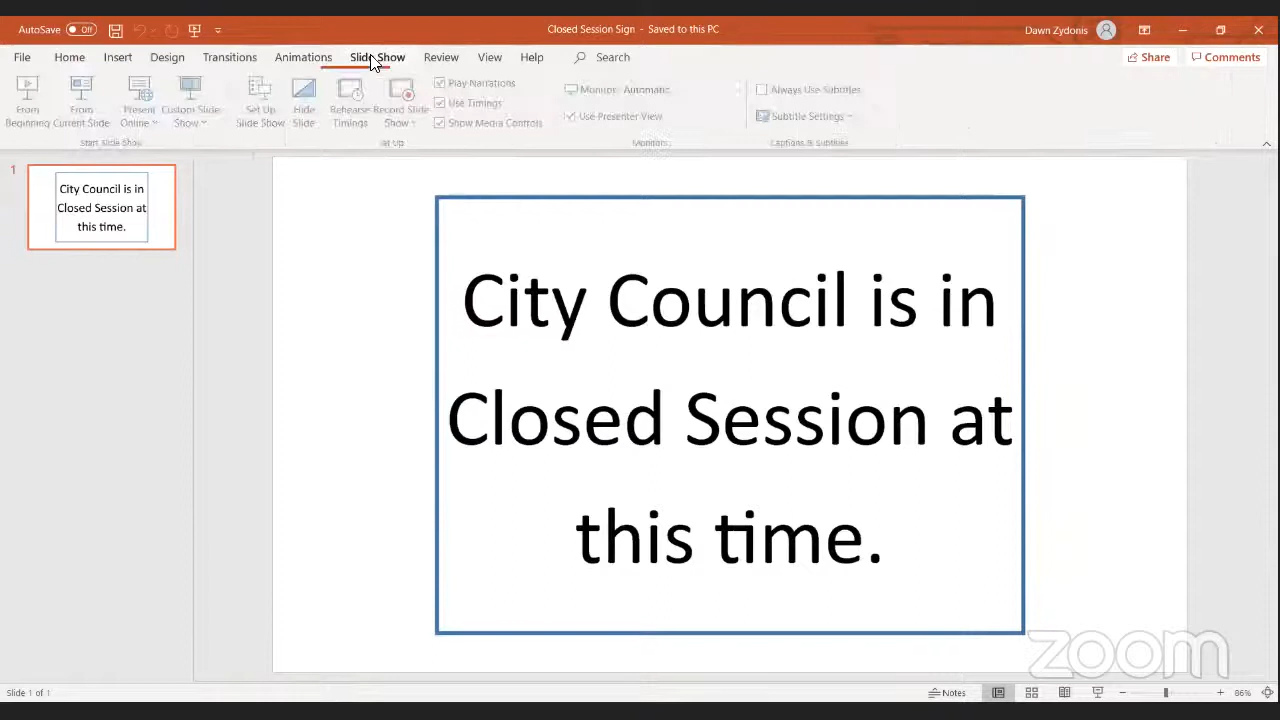 AutoSave Off
Closed Session Sign - Saved to this PC
Dawn Zydonis
File Home Insert Design Transitions Animations Slide Show Review View Help Search
Share Comments
From Beginning
From Current Slide
Present Online
Custom Slide Show
Set Up Slide Show
Hide Slide
Rehearse Timings
Record Slide Show
Play Narrations
Use Timings
Show Media Controls
Monitor: Automatic
Use Presenter View
Always Use Subtitles
Subtitle Settings
Start Slide Show
Set Up
Monitors
Captions & Subtitles
1
City Council is in
Closed Session at
this time.
City Council is in
Closed Session at
this time.
zoom
Slide 1 of 1
Notes
86%